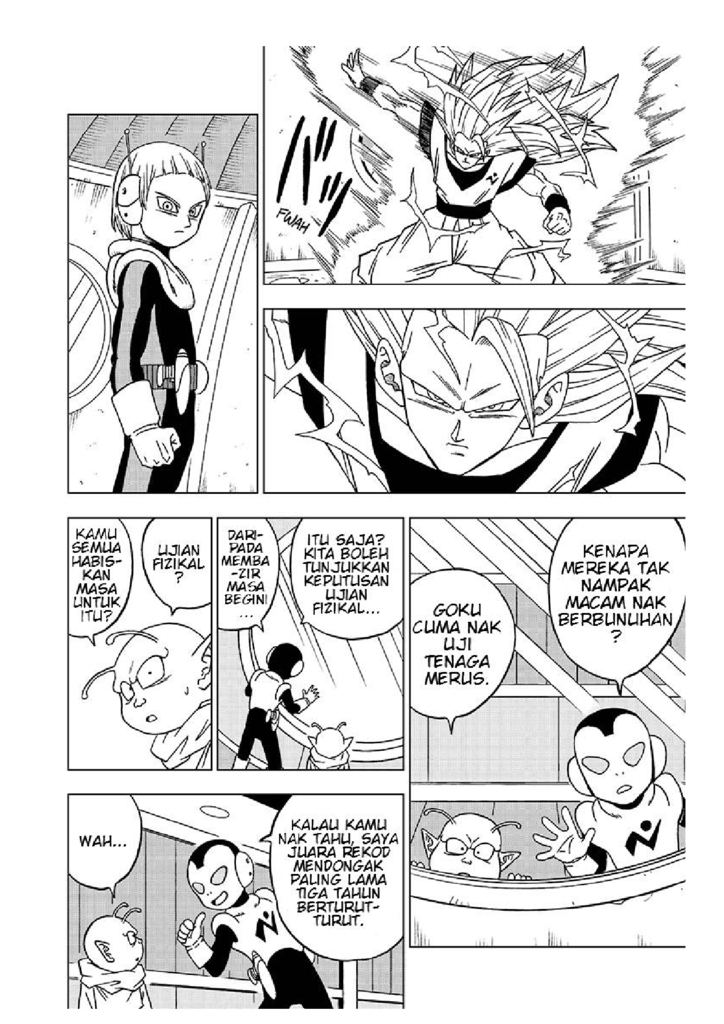 FWAH
KENAPA
MEREKA TAK
NAMPAK
MACAM NAK
BERBUNUHAN
?
GOKU
CUMA NAK
UJI
TENAGA
MERUS.
ITU SAJA?
KITA BOLEH
TUNJUKKAN
KEPUTUSAN
UJIAN
FIZIKAL...
DARI-
PADA
MEMBA
-ZIR
MASA
BEGINI
...
UJIAN
FIZIKAL
?
KAMU
SEMUA
HABIS-
KAN
MASA
UNTUK
ITU?
KALAU KAMU
NAK TAHU, SAYA
JUARA REKOD
MENDONGAK
PALING LAMA
TIGA TAHUN
BERTURUT-
TURUT.
WAH...